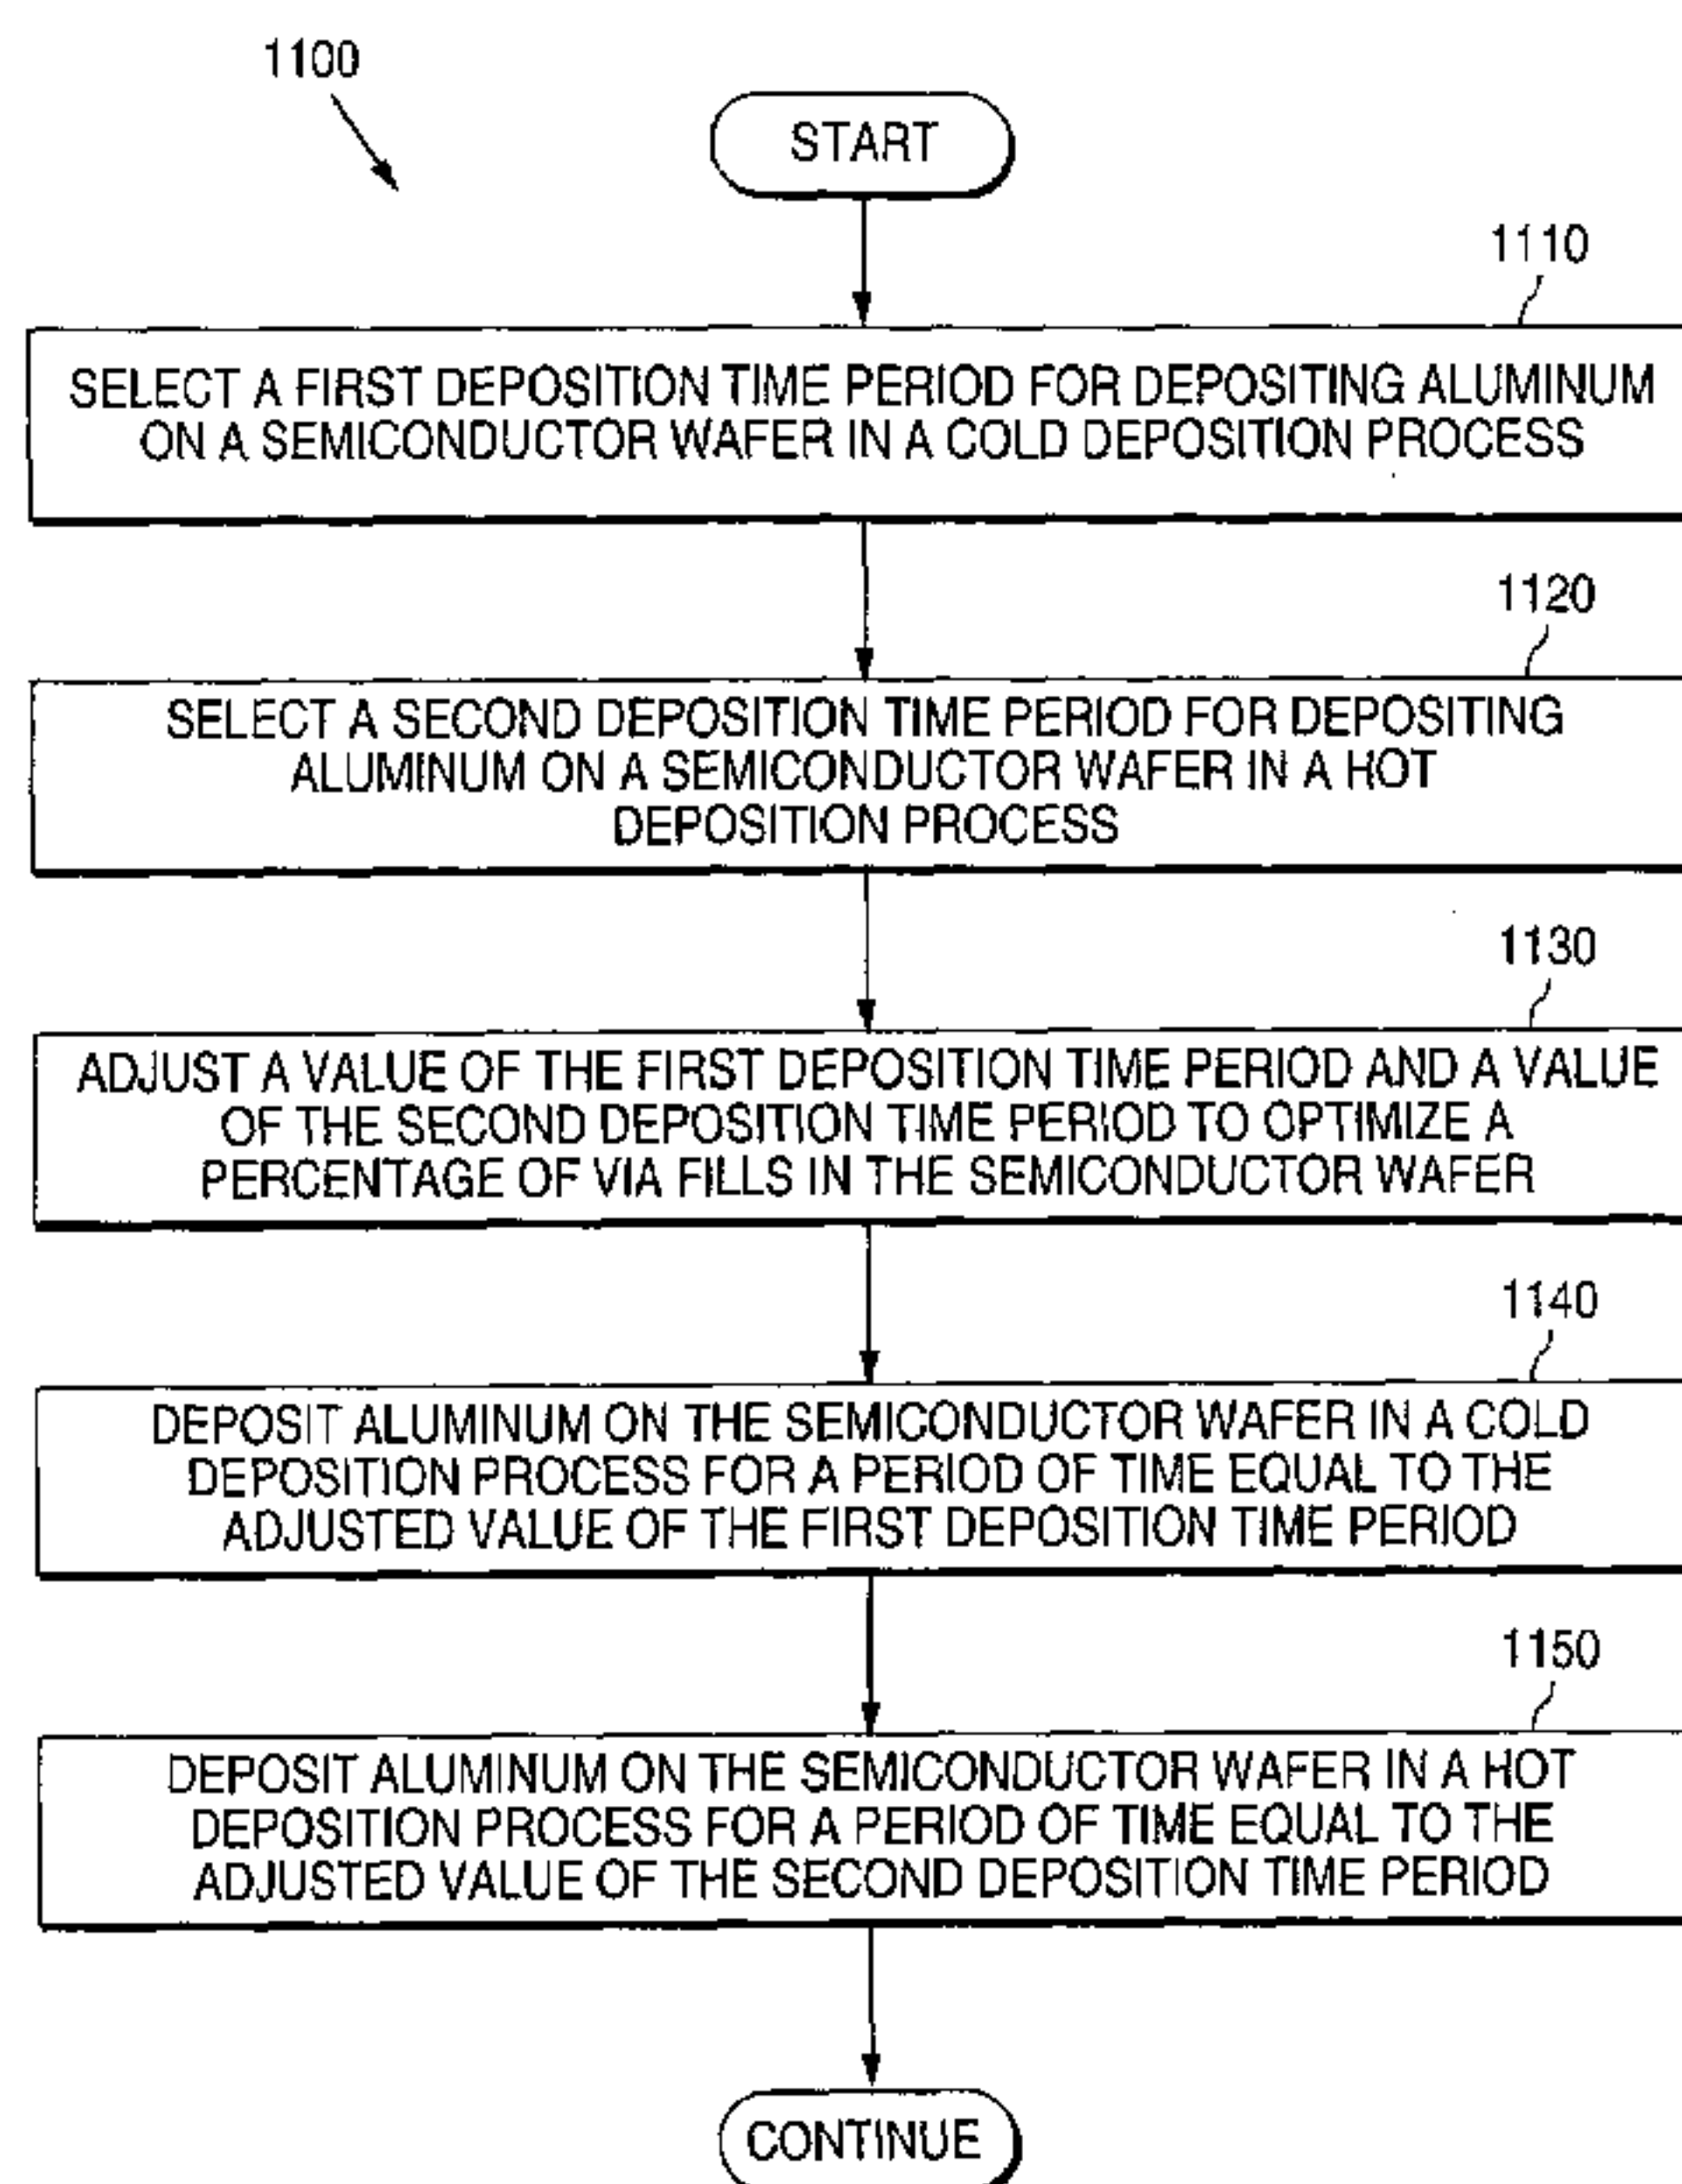 1100
START
1110
SELECT A FIRST DEPOSITION TIME PERIOD FOR DEPOSITING ALUMINUM
ON A SEMICONDUCTOR WAFER IN A COLD DEPOSITION PROCESS
1120
SELECT A SECOND DEPOSITION TIME PERIOD FOR DEPOSITING
ALUMINUM ON A SEMICONDUCTOR WAFER IN A HOT
DEPOSITION PROCESS
1130
ADJUST A VALUE OF THE FIRST DEPOSITION TIME PERIOD AND A VALUE
OF THE SECOND DEPOSITION TIME PERIOD TO OPTIMIZE A
PERCENTAGE OF VIA FILLS IN THE SEMICONDUCTOR WAFER
1140
DEPOSIT ALUMINUM ON THE SEMICONDUCTOR WAFER IN A COLD
DEPOSITION PROCESS FOR A PERIOD OF TIME EQUAL TO THE
ADJUSTED VALUE OF THE FIRST DEPOSITION TIME PERIOD
1150
DEPOSIT ALUMINUM ON THE SEMICONDUCTOR WAFER IN A HOT
DEPOSITION PROCESS FOR A PERIOD OF TIME EQUAL TO THE
ADJUSTED VALUE OF THE SECOND DEPOSITION TIME PERIOD
CONTINUE